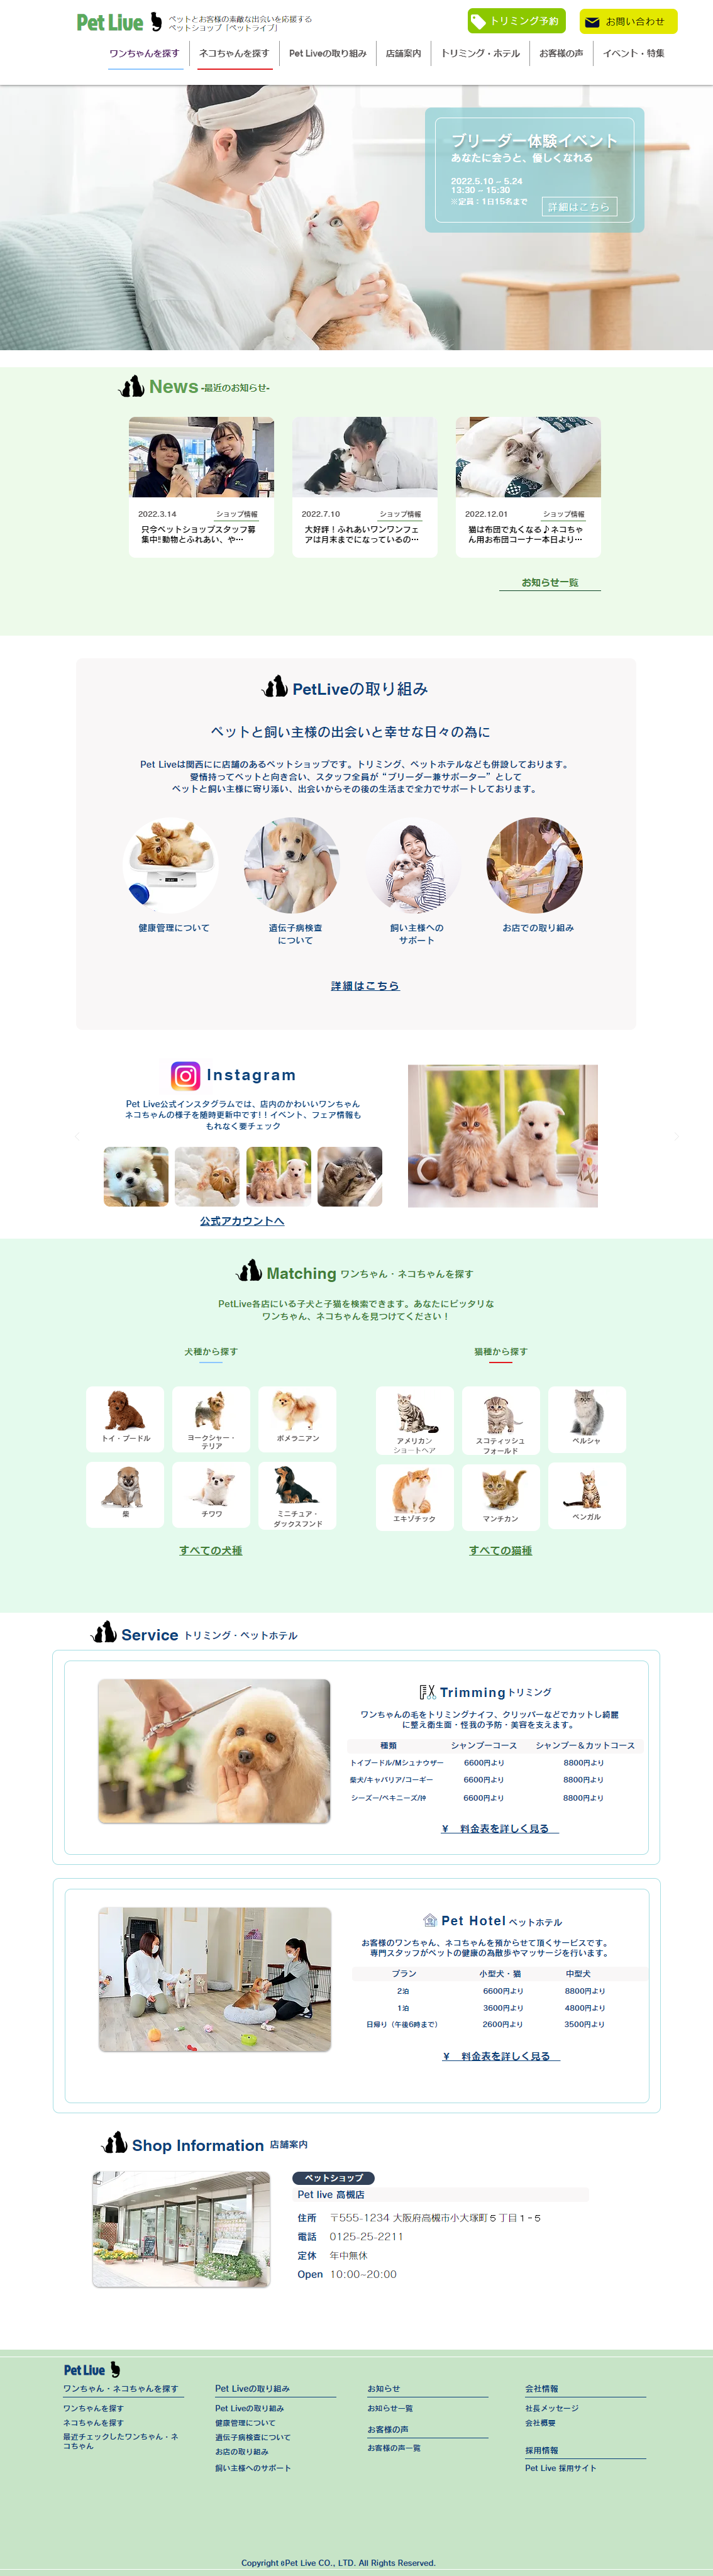 Pet Live
ペットとお客様の素敵な出会いを応援する
ペットショップ「ペットライブ」
トリミング予約
お問い合わせ
ワンちゃんを探す
ネコちゃんを探す
Pet Liveの取り組み
店舗案内
トリミング・ホテル
お客様の声
イベント・特集
ブリーダー体験イベント
あなたに会うと、優しくなれる
2022.5.10 – 5.24
13:30 – 15:30
※定員：1日15名まで
詳細はこちら
News -最近のお知らせ-
2022.3.14
ショップ情報
只今ペットショップスタッフ募
集中‼動物とふれあい、や…
2022.7.10
ショップ情報
大好評！ふれあいワンワンフェ
アは月末までになっているの…
2022.12.01
ショップ情報
猫は布団で丸くなる♪ネコちゃ
ん用お布団コーナー本日より…
お知らせ一覧
PetLiveの取り組み
ペットと飼い主様の出会いと幸せな日々の為に
Pet Liveは関西にに店舗のあるペットショップです。トリミング、ペットホテルなども併設しております。
愛情持ってペットと向き合い、スタッフ全員が“ブリーダー兼サポーター”として
ペットと飼い主様に寄り添い、出会いからその後の生活まで全力でサポートしております。
健康管理について
遺伝子病検査
について
飼い主様への
サポート
お店での取り組み
詳細はこちら
Instagram
Pet Live公式インスタグラムでは、店内のかわいいワンちゃん
ネコちゃんの様子を随時更新中です！！イベント、フェア情報も
もれなく要チェック
公式アカウントへ
Matching ワンちゃん・ネコちゃんを探す
PetLive各店にいる子犬と子猫を検索できます。あなたにピッタリな
ワンちゃん、ネコちゃんを見つけてください！
犬種から探す
トイ・プードル
ヨークシャー・
テリア
ポメラニアン
柴
チワワ
ミニチュア・
ダックスフンド
すべての犬種
猫種から探す
アメリカン
ショートヘア
スコティッシュ
フォールド
ペルシャ
エキゾチック
マンチカン
ベンガル
すべての猫種
Service トリミング・ペットホテル
Trimming トリミング
ワンちゃんの毛をトリミングナイフ、クリッパーなどでカットし綺麗
に整え衛生面・怪我の予防・美容を支えます。
種類 シャンプーコース シャンプー＆カットコース
トイプードル/Mシュナウザー 6600円より 8800円より
柴犬/キャバリア/コーギー 6600円より 8800円より
シーズー/ペキニーズ/狆 6600円より 8800円より
￥　料金表を詳しく見る
Pet Hotel ペットホテル
お客様のワンちゃん、ネコちゃんを預からせて頂くサービスです。
専門スタッフがペットの健康の為散歩やマッサージを行います。
プラン 小型犬・猫 中型犬
2泊 6600円より 8800円より
1泊 3600円より 4800円より
日帰り（午後6時まで） 2600円より 3500円より
￥　料金表を詳しく見る
Shop Information 店舗案内
ペットショップ
Pet live 高槻店
住所 〒555-1234 大阪府高槻市小大塚町５丁目１−５
電話 0125-25-2211
定休 年中無休
Open 10:00~20:00
Pet Live
ワンちゃん・ネコちゃんを探す
ワンちゃんを探す
ネコちゃんを探す
最近チェックしたワンちゃん・ネ
コちゃん
Pet Liveの取り組み
Pet Liveの取り組み
健康管理について
遺伝子病検査について
お店の取り組み
飼い主様へのサポート
お知らせ
お知らせ一覧
お客様の声
お客様の声一覧
会社情報
社長メッセージ
会社概要
採用情報
Pet Live 採用サイト
Copyright ©Pet Live CO., LTD. All Rights Reserved.